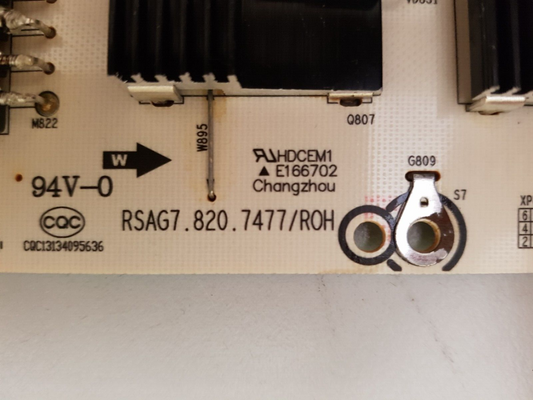 M822
W895
Q807
W
HDCEM1
▲ E166702
Changzhou
G809
94V-0
CQC
CQC13134095636
RSAG7.820.7477/ROH
S7
XP
6
4
2